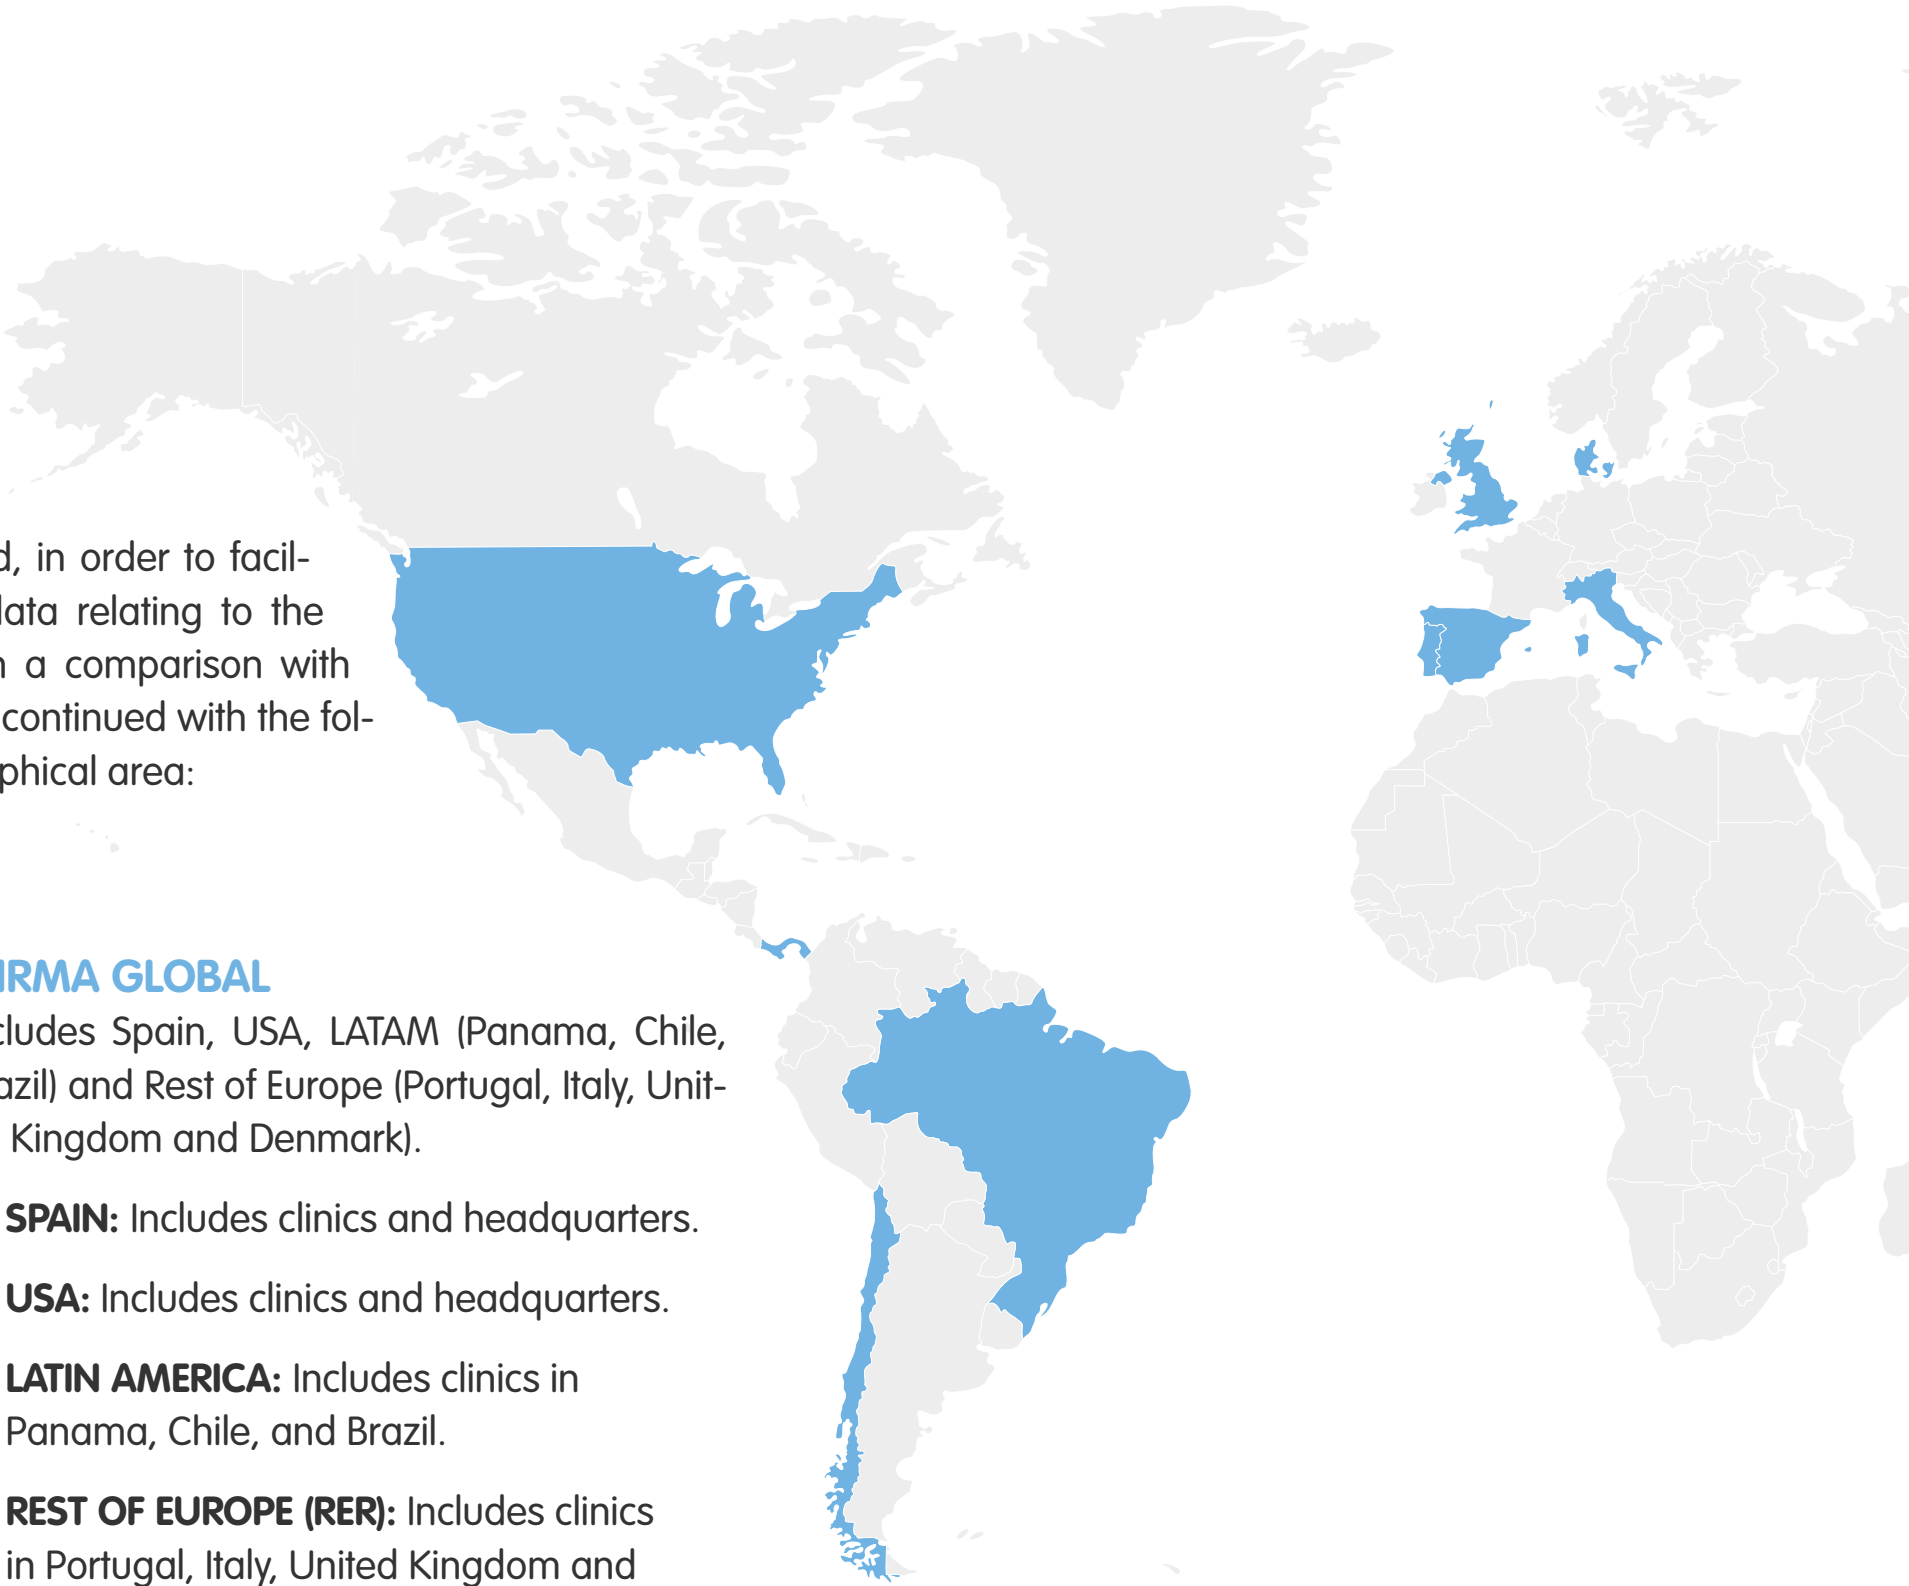 d, in order to facil-
data relating to the
a comparison with
continued with the fol-
phical area:
IRMA GLOBAL
cludes Spain, USA, LATAM (Panama, Chile,
azil) and Rest of Europe (Portugal, Italy, Unit-
Kingdom and Denmark).
SPAIN: Includes clinics and headquarters.
USA: Includes clinics and headquarters.
LATIN AMERICA: Includes clinics in
Panama, Chile, and Brazil.
REST OF EUROPE (RER): Includes clinics
in Portugal, Italy, United Kingdom and